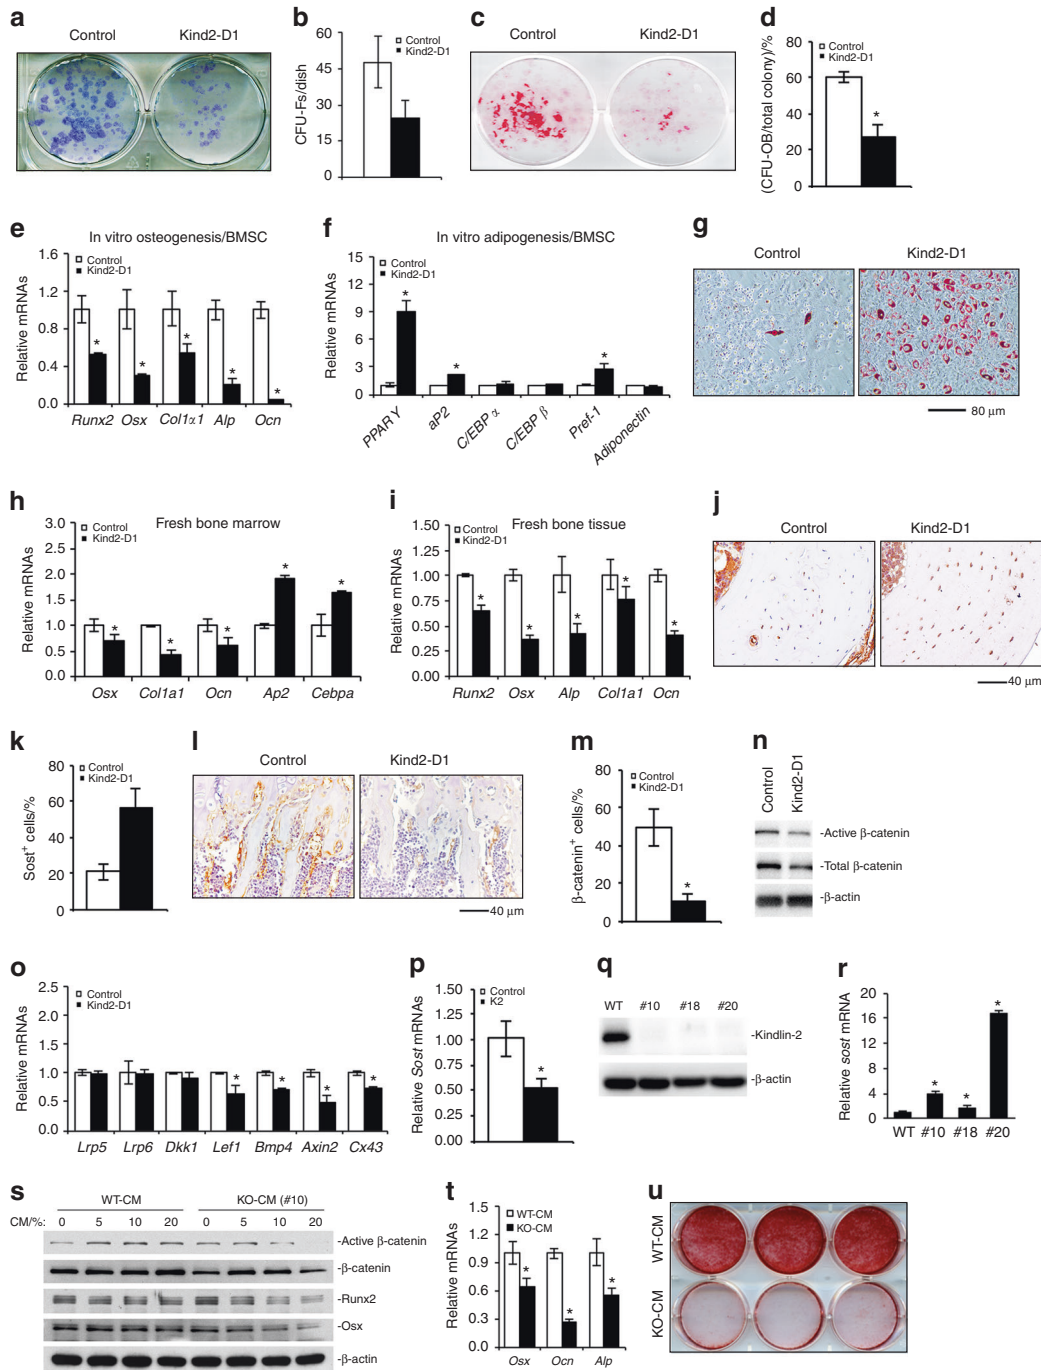 a
Control
Kind2-D1
b
CFU-Fs/dish
60
45
30
15
0
Control
Kind2-D1
c
Control
Kind2-D1
d
(CFU-OB/total colony)/%
80
60
40
20
0
Control
Kind2-D1
*
e
In vitro osteogenesis/BMSC
Relative mRNAs
1.6
1.2
0.8
0.4
0.0
Control
Kind2-D1
* * * * *
Runx2 Osx Col1α1 Alp Ocn
f
In vitro adipogenesis/BMSC
Relative mRNAs
15
12
9
6
3
0
Control
Kind2-D1
* * *
PPARγ aP2 C/EBPα C/EBPβ Pref-1 Adiponectin
g
Control
Kind2-D1
80 μm
h
Fresh bone marrow
Relative mRNAs
3.0
2.5
2.0
1.5
1.0
0.5
0.0
Control
Kind2-D1
* * * * *
Osx Col1a1 Ocn Ap2 Cebpa
i
Fresh bone tissue
Relative mRNAs
1.50
1.25
1.00
0.75
0.50
0.25
0
Control
Kind2-D1
* * * * *
Runx2 Osx Alp Col1a1 Ocn
j
Control
Kind2-D1
40 μm
k
Sost+ cells/%
80
60
40
20
0
Control
Kind2-D1
l
Control
Kind2-D1
40 μm
m
β-catenin+ cells/%
80
60
40
20
0
Control
Kind2-D1
*
n
Control
Kind2-D1
-Active β-catenin
-Total β-catenin
-β-actin
o
Relative mRNAs
2.5
2.0
1.5
1.0
0.5
0.0
Control
Kind2-D1
* * * *
Lrp5 Lrp6 Dkk1 Lef1 Bmp4 Axin2 Cx43
p
Relative Sost mRNAs
1.50
1.25
1.00
0.75
0.50
0.25
0.00
Control
K2
*
q
WT #10 #18 #20
-Kindlin-2
-β-actin
r
Relative sost mRNA
20
16
12
8
4
0
* * *
WT #10 #18 #20
s
WT-CM KO-CM (#10)
CM/%: 0 5 10 20 0 5 10 20
-Active β-catenin
-β-catenin
-Runx2
-Osx
-β-actin
t
Relative mRNAs
1.5
1.2
0.9
0.6
0.3
0
WT-CM
KO-CM
* * *
Osx Ocn Alp
u
WT-CM
KO-CM